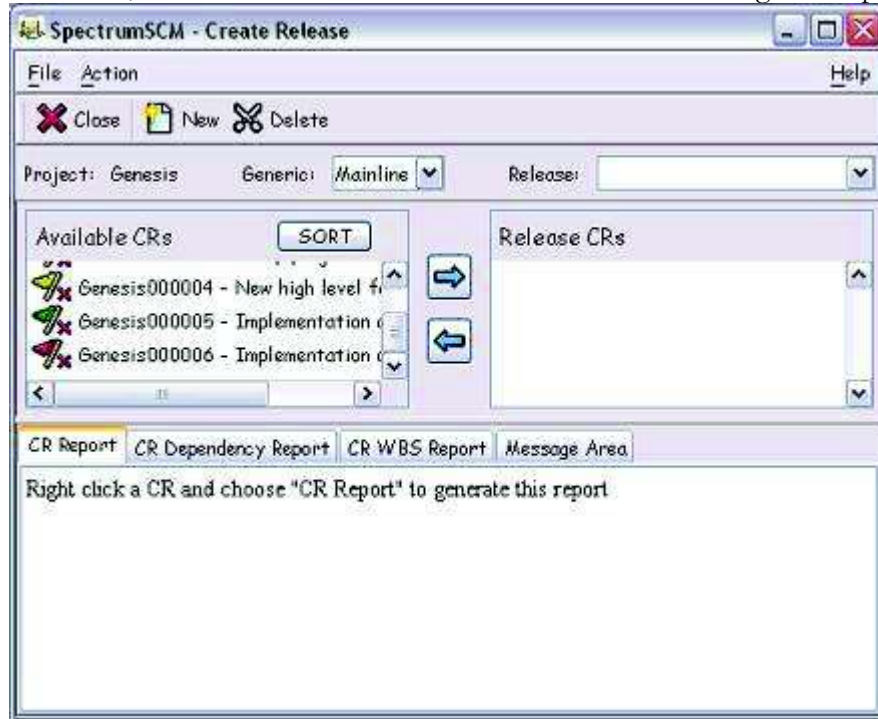 SpectrumSCM - Create Release
File Action Help
Close New Delete
Project: Genesis Generic: Mainline Release:
Available CRs SORT Release CRs
Genesis000004 - New high level
Genesis000005 - Implementation
Genesis000006 - Implementation
CR Report CR Dependency Report CR WBS Report Message Area
Right click a CR and choose "CR Report" to generate this report